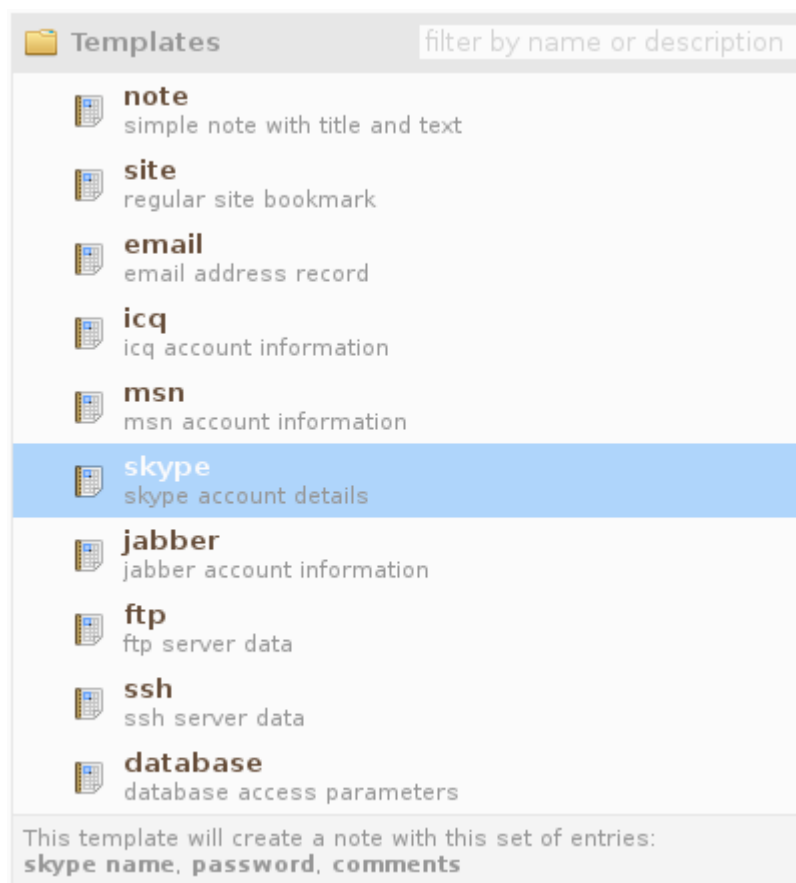 Templates
filter by name or description
note
simple note with title and text
site
regular site bookmark
email
email address record
icq
icq account information
msn
msn account information
skype
skype account details
jabber
jabber account information
ftp
ftp server data
ssh
ssh server data
database
database access parameters
This template will create a note with this set of entries:
skype name, password, comments